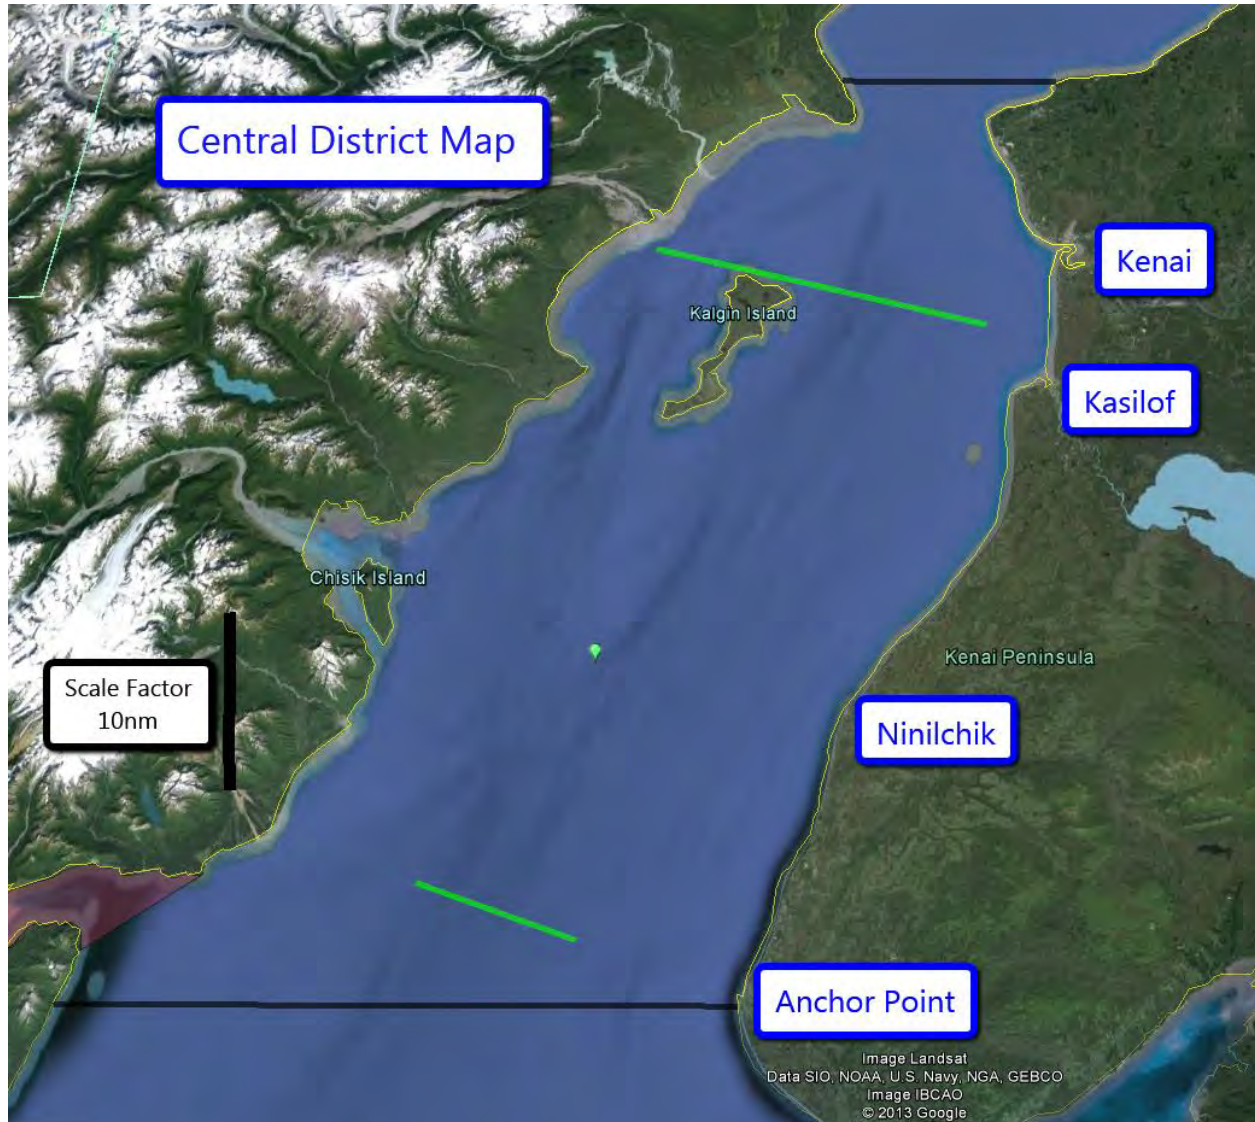 Central District Map
Kenai
Kalgin Island
Kasilof
Chisik Island
Kenai Peninsula
Scale Factor
10nm
Ninilchik
Anchor Point
Image Landsat
Data SIO, NOAA, U.S. Navy, NGA, GEBCO
Image IBCAO
© 2013 Google